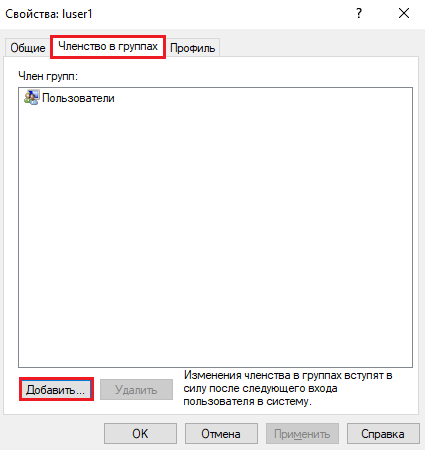 Свойства: luser1
Общие Членство в группах Профиль
Член групп:
Пользователи
Добавить... Удалить
Изменения членства в группах вступят в
силу после следующего входа
пользователя в систему.
OK Отмена Применить Справка